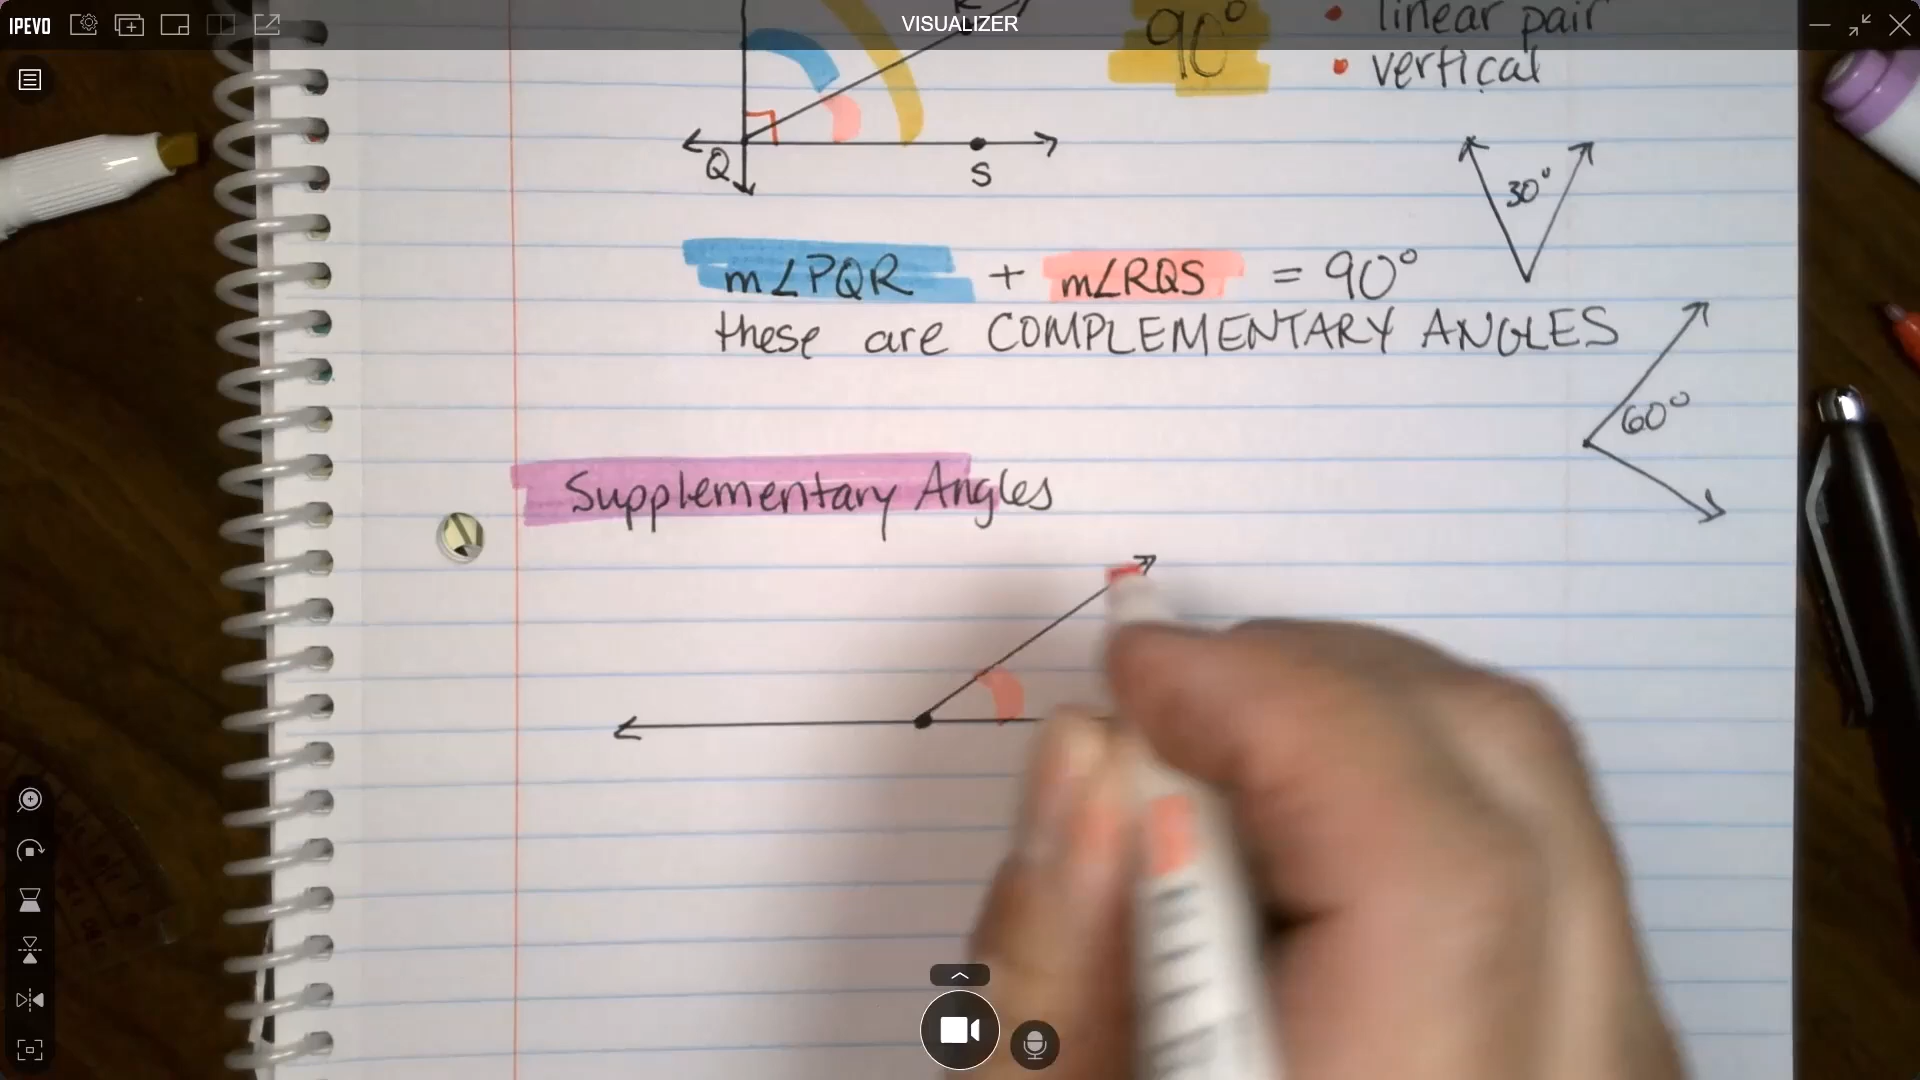 IPEVO
VISUALIZER
90°
• linear pair
• vertical
Q
S
30°
m∠PQR + m∠RQS = 90°
these are COMPLEMENTARY ANGLES
60°
Supplementary Angles